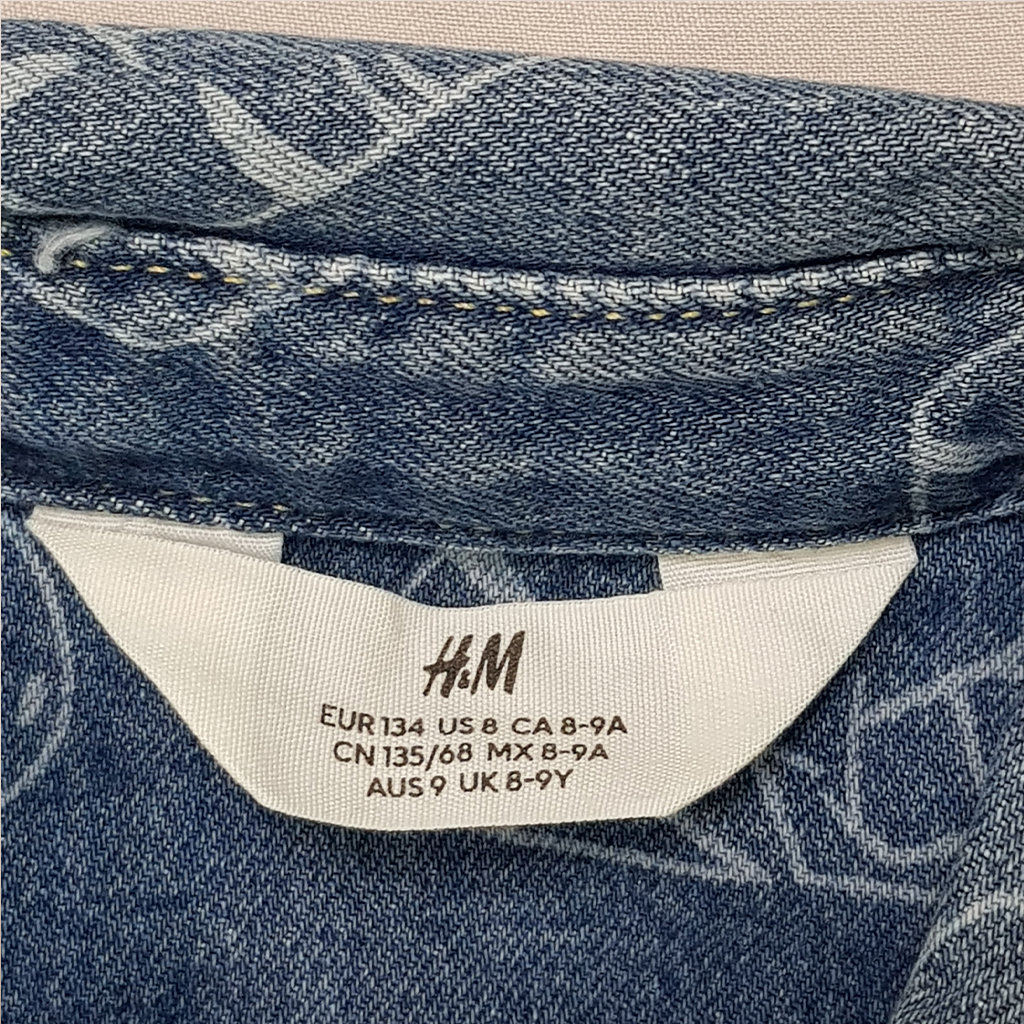 H&M
EUR 134 US 8 CA 8-9A
CN 135/68 MX 8-9A
AUS 9 UK 8-9Y